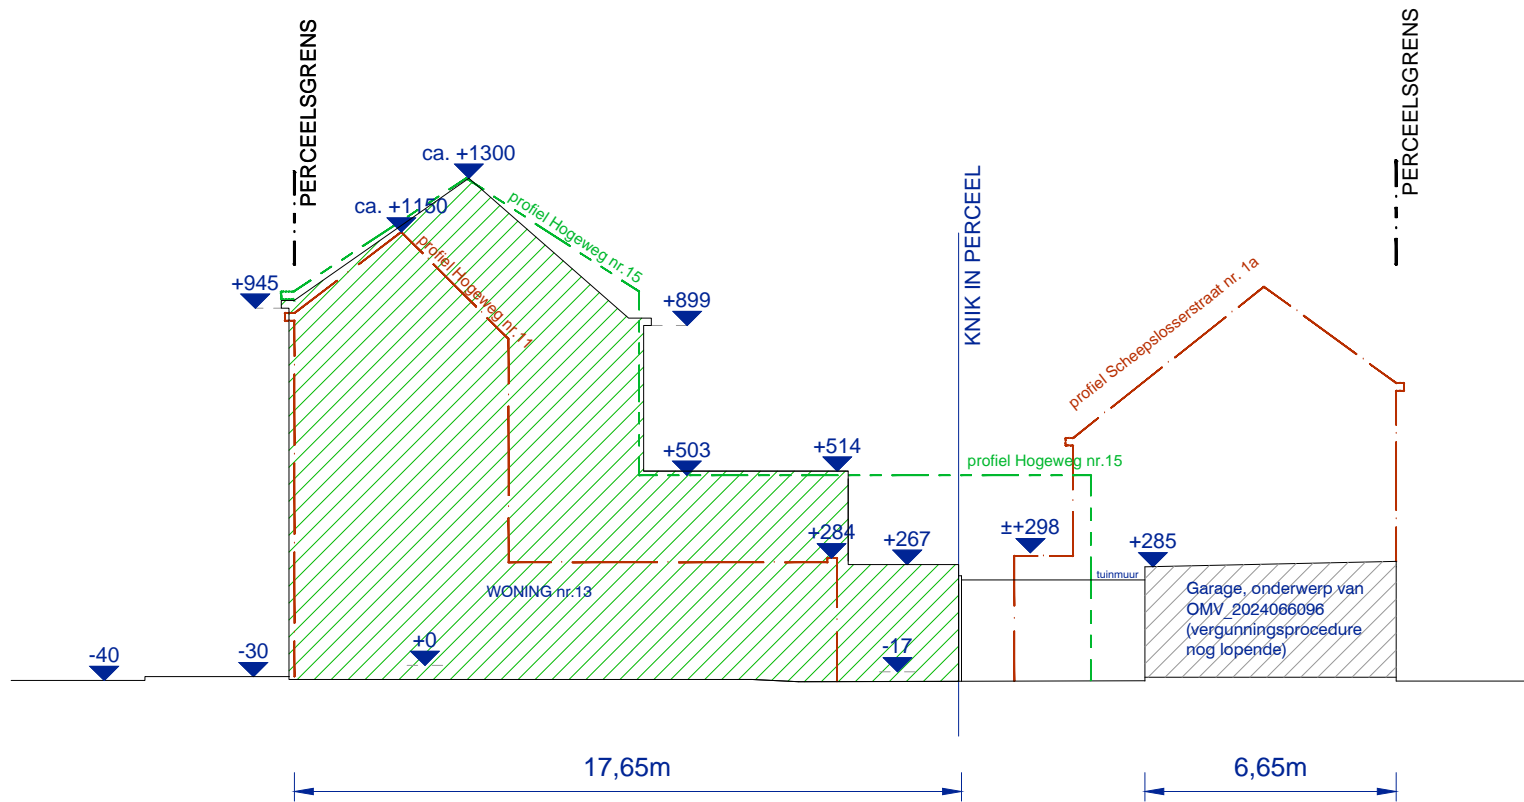 PERCEELSGRENS
PERCEELSGRENS
ca. +1300
ca. +1150
profiel Hogeweg nr.15
profiel Hogeweg nr.11
KNIK IN PERCEEL
+945
+899
profiel Scheepslosserstraat nr. 1a
+503
+514
profiel Hogeweg nr.15
+284
+267
±+298
+285
tuinmuur
WONING nr.13
Garage, onderwerp van
OMV_2024066096
(vergunningsprocedure
nog lopende)
+0
-17
-40
-30
17,65m
6,65m